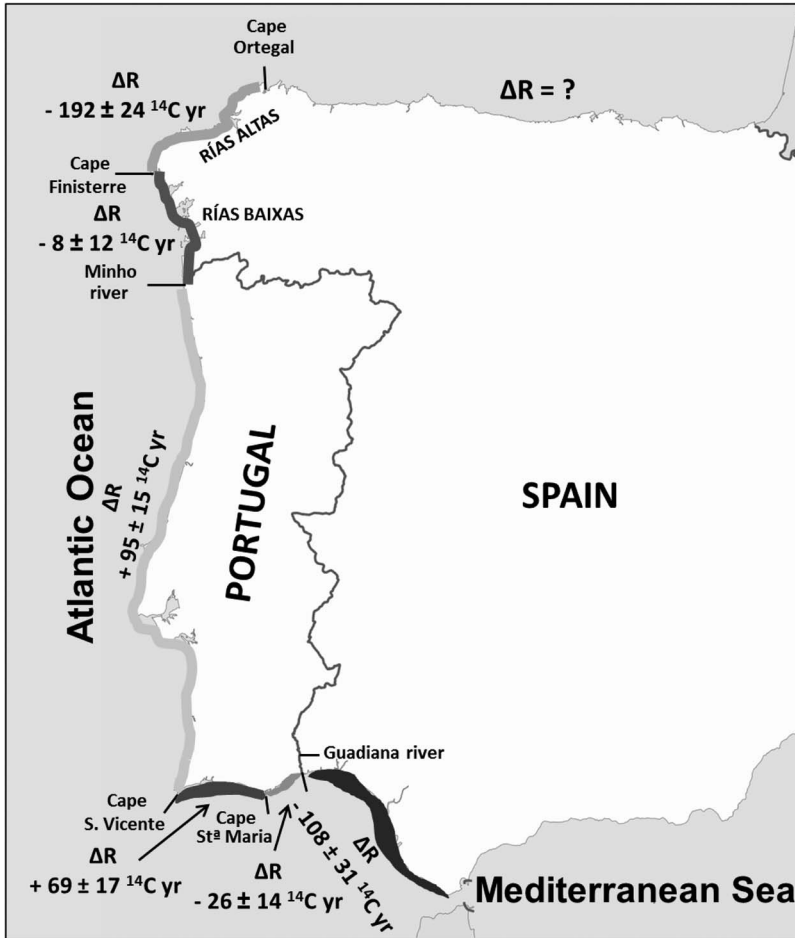 Cape
Ortegal
ΔR
- 192 ± 24 ¹⁴C yr
ΔR = ?
RÍAS ALTAS
Cape
Finisterre
RÍAS BAIXAS
ΔR
- 8 ± 12 ¹⁴C yr
Minho
river
Atlantic Ocean
ΔR
+ 95 ± 15 ¹⁴C yr
PORTUGAL
SPAIN
Guadiana river
Cape
S. Vicente
Cape
Stª Maria
ΔR
+ 69 ± 17 ¹⁴C yr
ΔR
- 26 ± 14 ¹⁴C yr
ΔR
- 108 ± 31 ¹⁴C yr
Mediterranean Sea